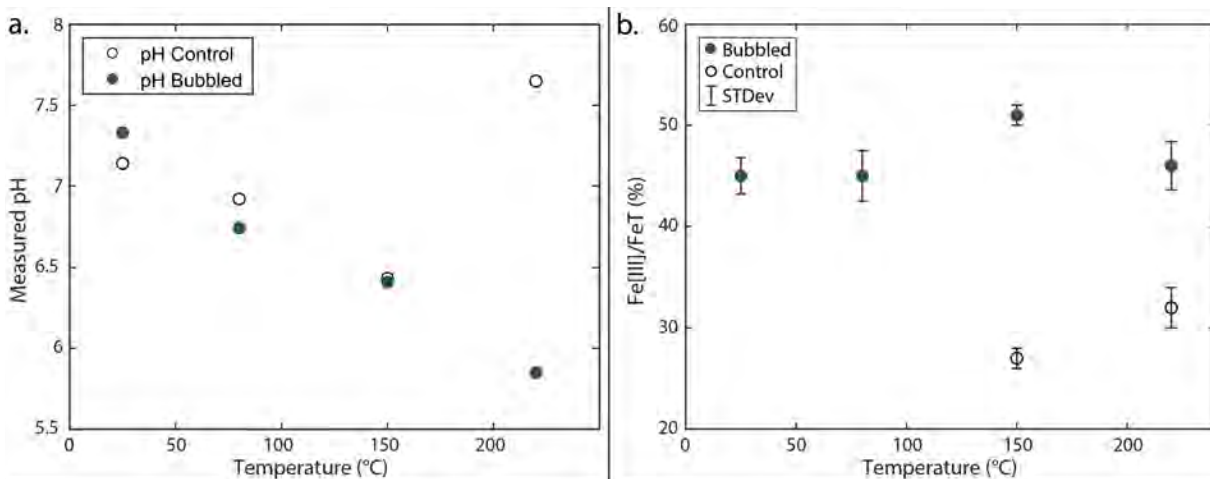 a.
pH Control
pH Bubbled
8
7.5
7
6.5
6
5.5
Measured pH
0
50
100
150
200
Temperature (°C)
b.
Bubbled
Control
STDev
60
50
40
30
20
Fe[III]/FeT (%)
0
50
100
150
200
Temperature (°C)